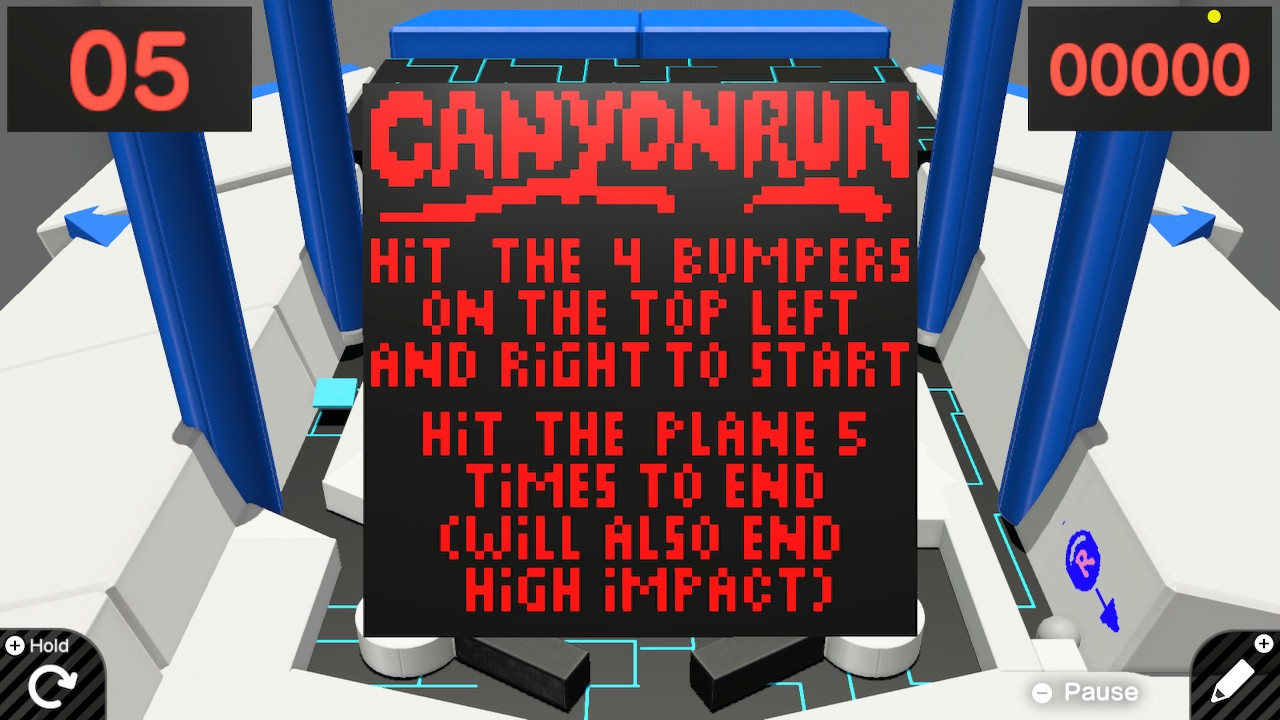 05
00000
CANYONRUN
HiT THE 4 BUMPERS
ON THE TOP LEFT
AND RiGHT TO START
HiT THE PLANE 5
TiMES TO END
(WiLL ALSO END
HiGH iMPACT)
R
Hold
Pause